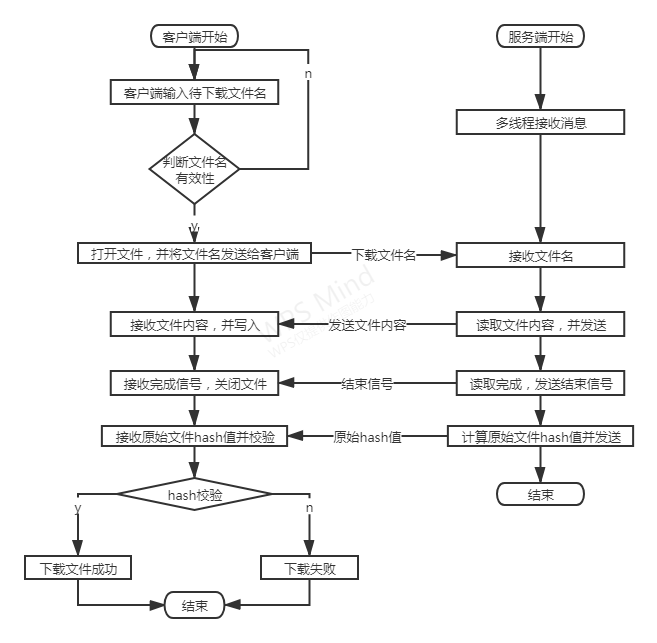 客户端开始
服务端开始
n
客户端输入待下载文件名
多线程接收消息
判断文件名
有效性
y
打开文件，并将文件名发送给客户端
下载文件名
接收文件名
WPS Mind
接收文件内容，并写入
发送文件内容
读取文件内容，并发送
接收完成信号，关闭文件
结束信号
读取完成，发送结束信号
接收原始文件hash值并校验
原始hash值
计算原始文件hash值并发送
hash校验
结束
y
n
下载文件成功
下载失败
结束